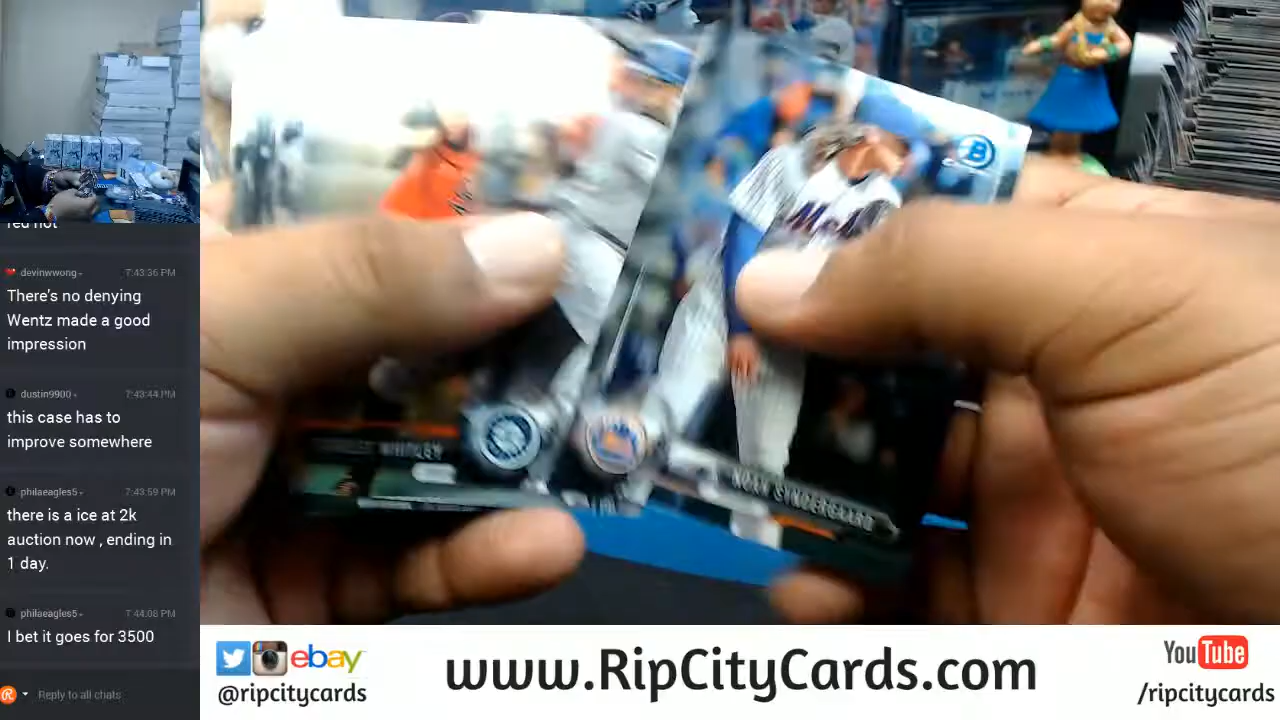 red hot
devinwwong
7:43:36 PM
There's no denying
Wentz made a good
impression
dustin9900
7:43:44 PM
this case has to
improve somewhere
philaeagles5
7:43:59 PM
there is a ice at 2k
auction now , ending in
1 day.
philaeagles5
7:44:08 PM
I bet it goes for 3500
Reply to all chats
B
Mets
WHITLEY
NOAH SYNDERGAARD
ebay
@ripcitycards
www.RipCityCards.com
YouTube
/ripcitycards